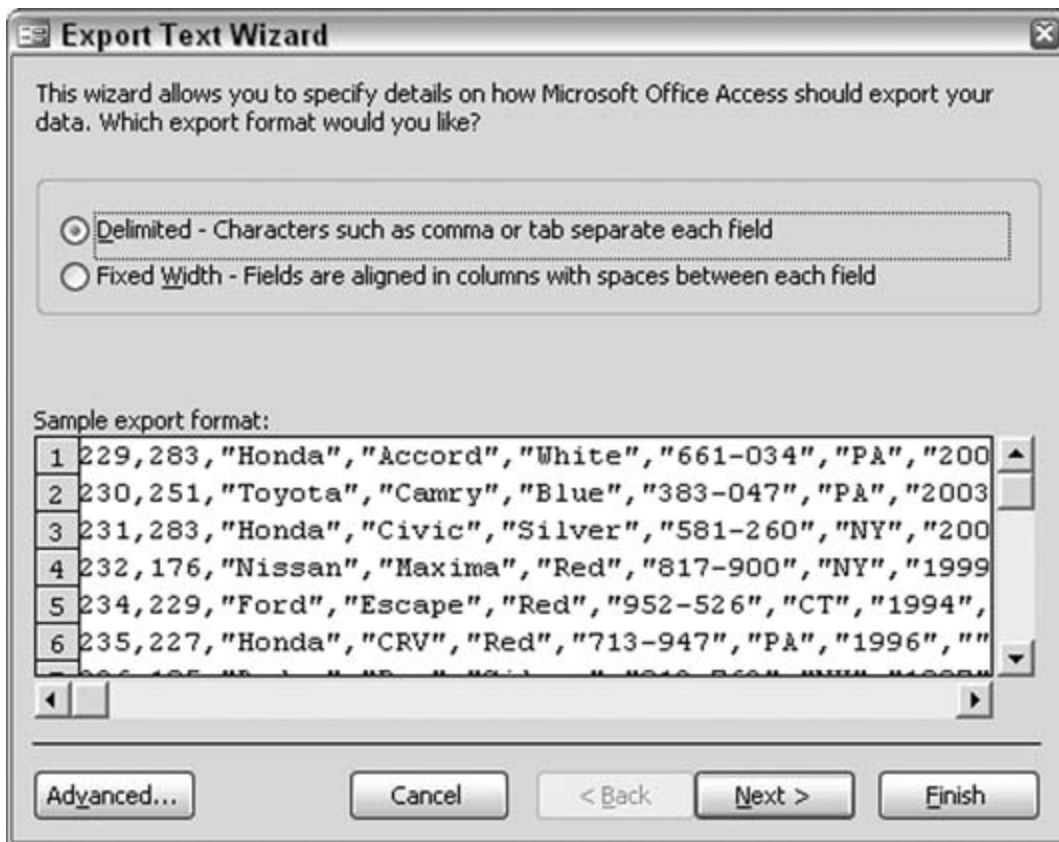 Export Text Wizard
This wizard allows you to specify details on how Microsoft Office Access should export your
data. Which export format would you like?
Delimited - Characters such as comma or tab separate each field
Fixed Width - Fields are aligned in columns with spaces between each field
Sample export format:
1 229,283,"Honda","Accord","White","661-034","PA","200
2 230,251,"Toyota","Camry","Blue","383-047","PA","2003
3 231,283,"Honda","Civic","Silver","581-260","NY","200
4 232,176,"Nissan","Maxima","Red","817-900","NY","1999
5 234,229,"Ford","Escape","Red","952-526","CT","1994",
6 235,227,"Honda","CRV","Red","713-947","PA","1996",""
Advanced... Cancel < Back Next > Finish